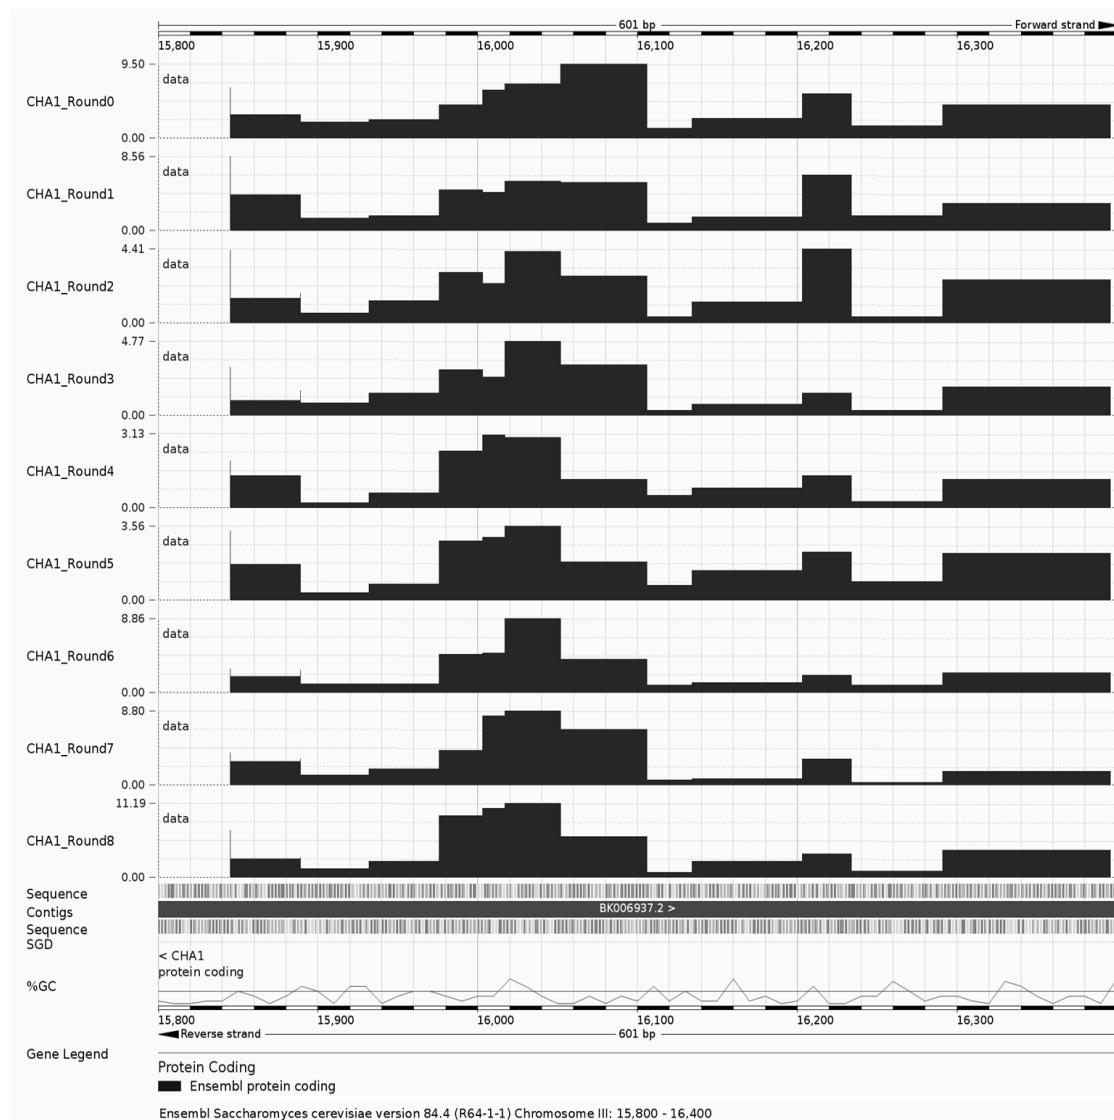 601 bp Forward strand
15,800 15,900 16,000 16,100 16,200 16,300
9.50
data
CHA1_Round0
0.00
8.56
data
CHA1_Round1
0.00
4.41
data
CHA1_Round2
0.00
4.77
data
CHA1_Round3
0.00
3.13
data
CHA1_Round4
0.00
3.56
data
CHA1_Round5
0.00
8.86
data
CHA1_Round6
0.00
8.80
data
CHA1_Round7
0.00
11.19
data
CHA1_Round8
0.00
Sequence
Contigs BK006937.2 >
Sequence
SGD
< CHA1
protein coding
%GC
15,800 15,900 16,000 16,100 16,200 16,300
Reverse strand 601 bp
Gene Legend
Protein Coding
Ensembl protein coding
Ensembl Saccharomyces cerevisiae version 84.4 (R64-1-1) Chromosome III: 15,800 - 16,400